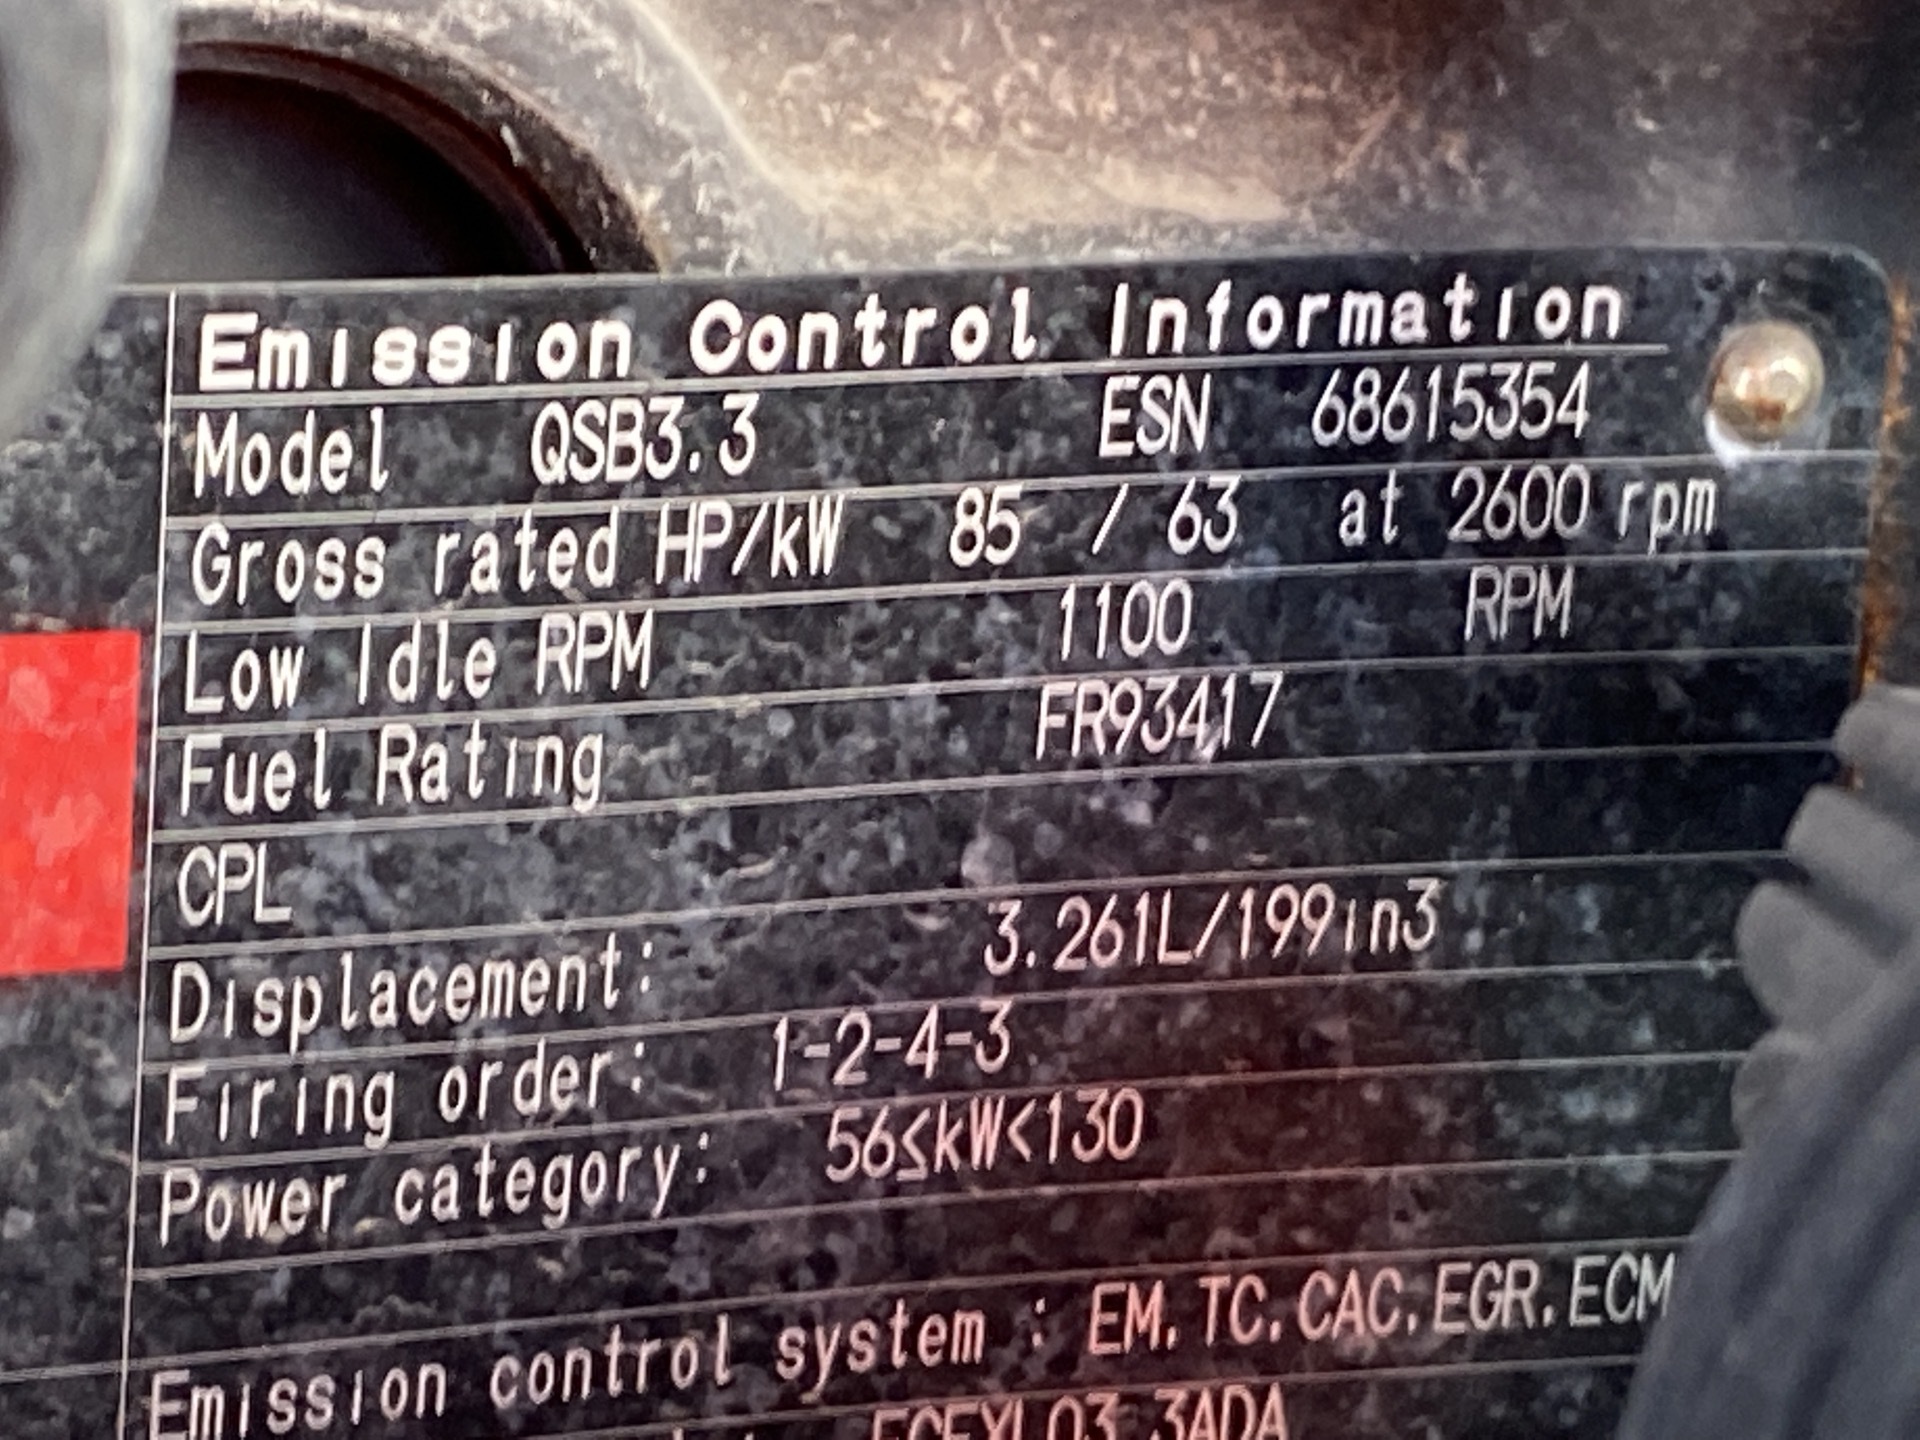 Emission Control Information
Model QSB3.3 ESN 68615354
Gross rated HP/kW 85 / 63 at 2600 rpm
Low Idle RPM 1100 RPM
Fuel Rating FR93417
CPL
Displacement: 3.261L/199in3
Firing order: 1-2-4-3
Power category: 56≤kW<130
Emission control system : EM.TC.CAC.EGR.ECM